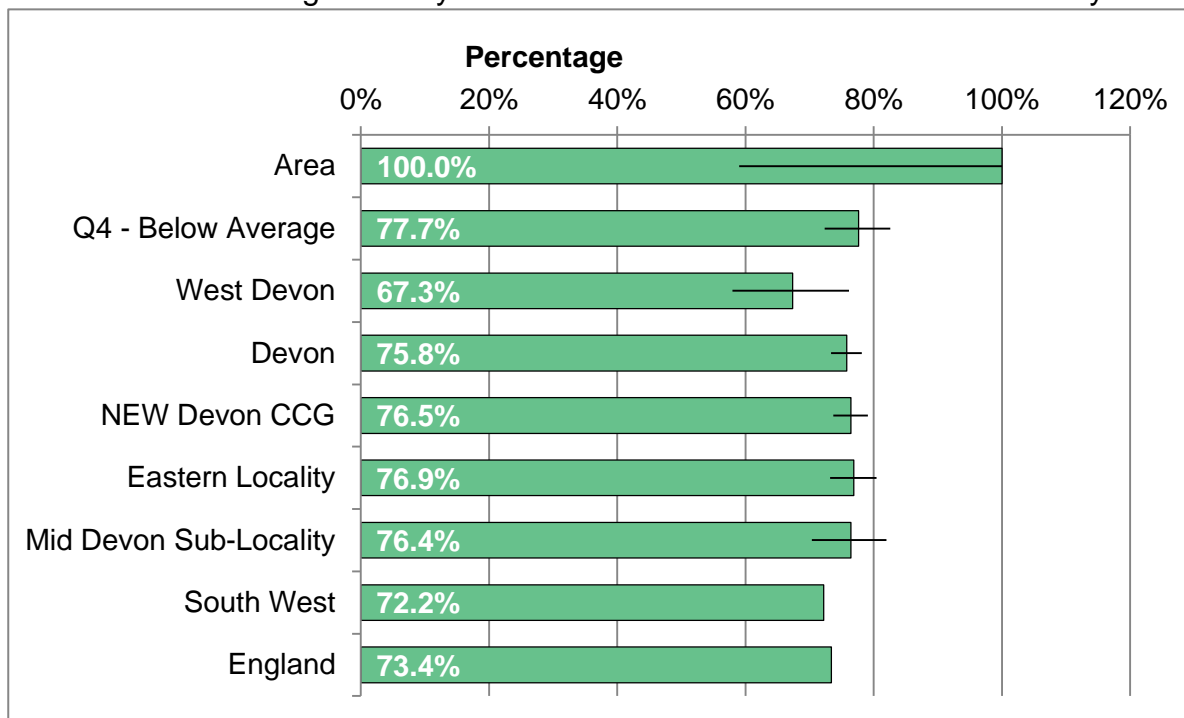 Percentage
0% 20% 40% 60% 80% 100% 120%
Area 100.0%
Q4 - Below Average 77.7%
West Devon 67.3%
Devon 75.8%
NEW Devon CCG 76.5%
Eastern Locality 76.9%
Mid Devon Sub-Locality 76.4%
South West 72.2%
England 73.4%